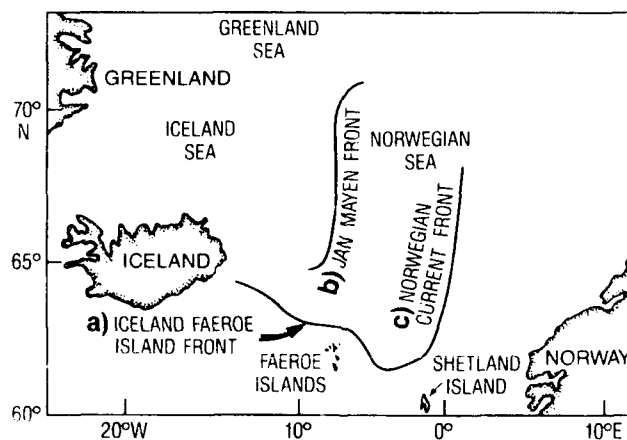 GREENLAND
SEA
GREENLAND
70°
N
ICELAND
SEA
NORWEGIAN
SEA
b) JAN MAYEN FRONT
c) NORWEGIAN
CURRENT FRONT
ICELAND
65°
a) ICELAND FAEROE
ISLAND FRONT
FAEROE
ISLANDS
SHETLAND
ISLAND
NORWAY
60°
20°W
10°
0°
10°E